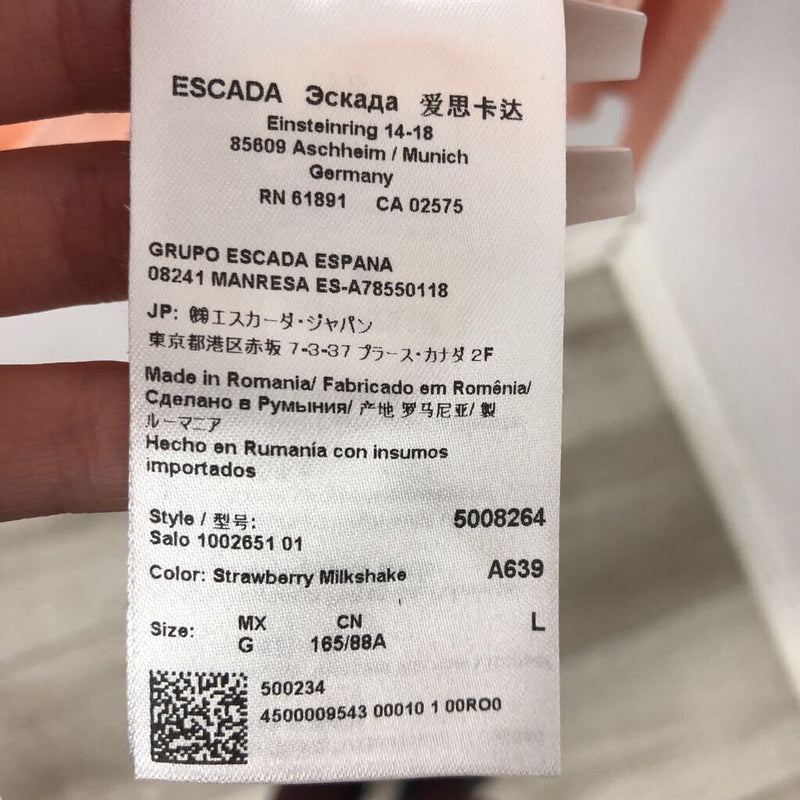 ESCADA Эскада 爱思卡达
Einsteinring 14-18
85609 Aschheim / Munich
Germany
RN 61891 CA 02575
GRUPO ESCADA ESPANA
08241 MANRESA ES-A78550118
JP: ㈱エスカーダ・ジャパン
東京都港区赤坂 7-3-37 プラース・カナダ 2F
Made in Romania/ Fabricado em Romênia/
Сделано в Румыния/ 产地 罗马尼亚/ 製
ルーマニア
Hecho en Rumanía con insumos
importados
Style / 型号: 5008264
Salo 1002651 01
Color: Strawberry Milkshake A639
Size: MX CN L
G 165/88A
500234
4500009543 00010 1 00RO0